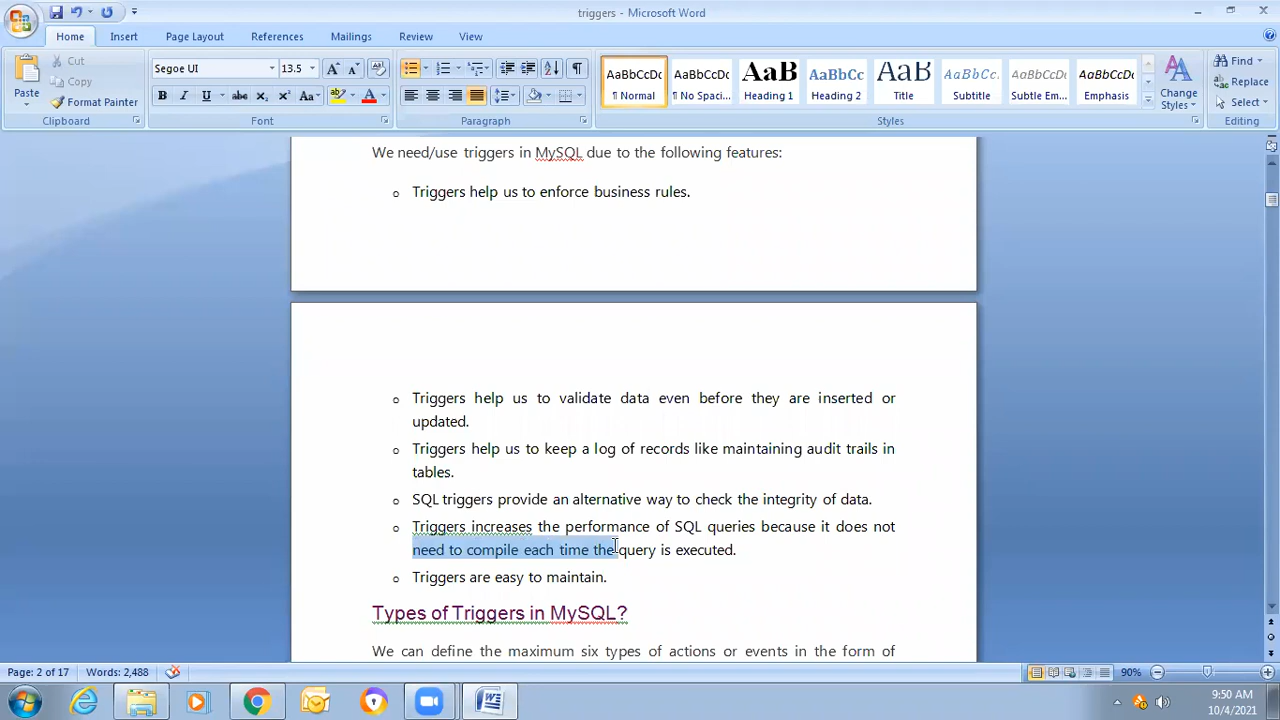 triggers - Microsoft Word
Home Insert Page Layout References Mailings Review View
Paste
Cut
Copy
Format Painter
Clipboard
Segoe UI 13.5
Font
Paragraph
AaBbCcDc AaBbCcDc AaB AaBbCc AaB AaBbCc. AaBbCcDc AaBbCcDc
¶ Normal ¶ No Spaci... Heading 1 Heading 2 Title Subtitle Subtle Em... Emphasis
Change Styles
Styles
Find
Replace
Select
Editing
We need/use triggers in MySQL due to the following features:
o Triggers help us to enforce business rules.
o Triggers help us to validate data even before they are inserted or
updated.
o Triggers help us to keep a log of records like maintaining audit trails in
tables.
o SQL triggers provide an alternative way to check the integrity of data.
o Triggers increases the performance of SQL queries because it does not
need to compile each time the query is executed.
o Triggers are easy to maintain.
Types of Triggers in MySQL?
We can define the maximum six types of actions or events in the form of
Page: 2 of 17 Words: 2,488 90%
9:50 AM
10/4/2021